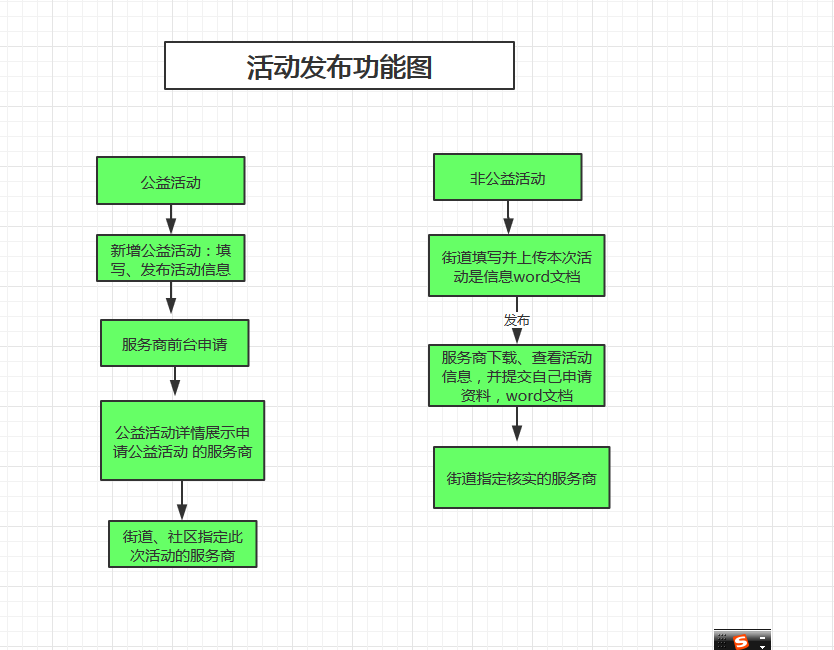 活动发布功能图
公益活动
新增公益活动：填
写、发布活动信息
服务商前台申请
公益活动详情展示申
请公益活动 的服务商
街道、社区指定此
次活动的服务商
非公益活动
街道填写并上传本次活
动是信息word文档
发布
服务商下载、查看活动
信息，并提交自己申请
资料，word文档
街道指定核实的服务商
S